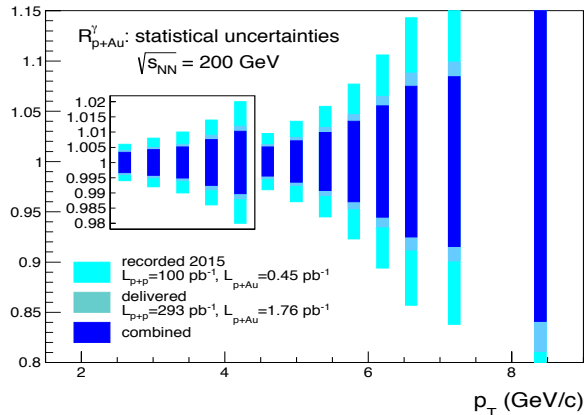 R^γ_p+Au: statistical uncertainties
√s_NN = 200 GeV
1.15
1.1
1.05
1
0.95
0.9
0.85
0.8
1.02
1.015
1.01
1.005
1
0.995
0.99
0.985
0.98
recorded 2015
L_p+p=100 pb⁻¹, L_p+Au=0.45 pb⁻¹
delivered
L_p+p=293 pb⁻¹, L_p+Au=1.76 pb⁻¹
combined
2 4 6 8
p_T (GeV/c)